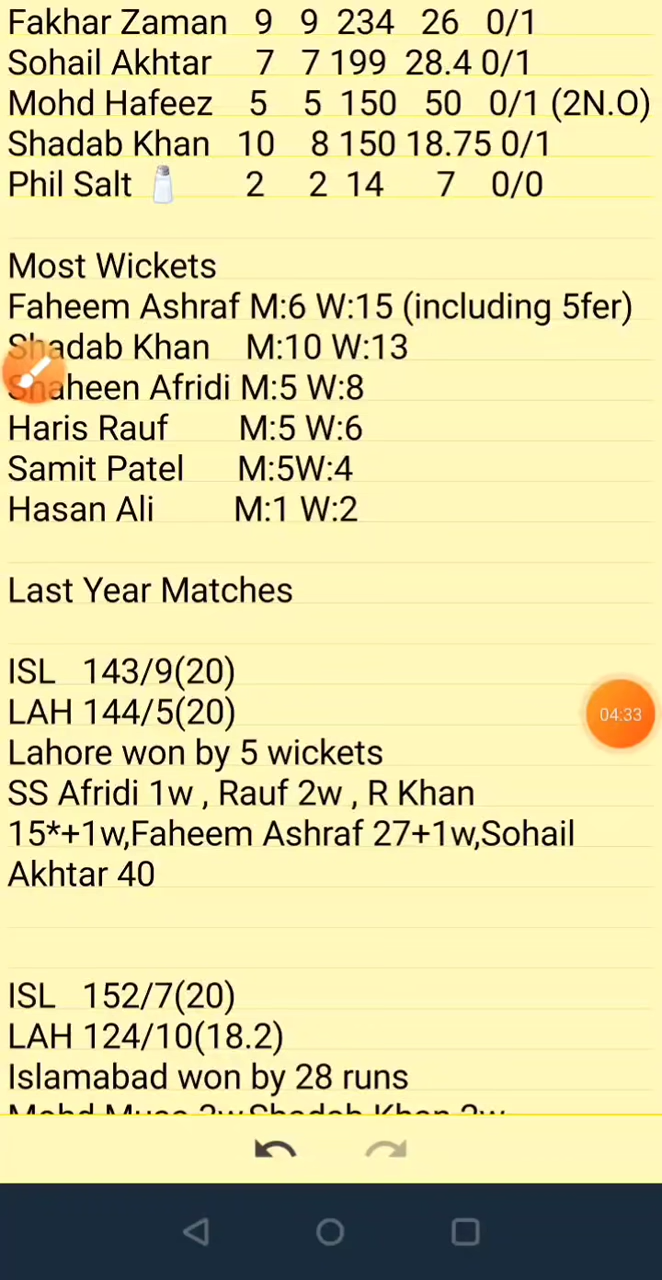 Fakhar Zaman 9 9 234 26 0/1
Sohail Akhtar 7 7 199 28.4 0/1
Mohd Hafeez 5 5 150 50 0/1 (2N.O)
Shadab Khan 10 8 150 18.75 0/1
Phil Salt 🧂 2 2 14 7 0/0
Most Wickets
Faheem Ashraf M:6 W:15 (including 5fer)
Shadab Khan M:10 W:13
Shaheen Afridi M:5 W:8
Haris Rauf M:5 W:6
Samit Patel M:5W:4
Hasan Ali M:1 W:2
Last Year Matches
ISL 143/9(20)
LAH 144/5(20)
04:33
Lahore won by 5 wickets
SS Afridi 1w , Rauf 2w , R Khan
15*+1w,Faheem Ashraf 27+1w,Sohail
Akhtar 40
ISL 152/7(20)
LAH 124/10(18.2)
Islamabad won by 28 runs
Mohd Musa Shadab Khan